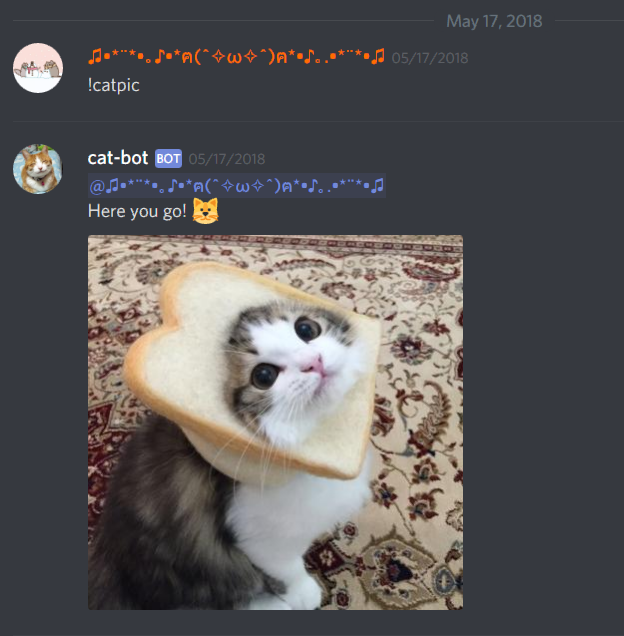 May 17, 2018
♫•*¨*•.¸♪•*ฅ(ˆ✧ω✧ˆ)ฅ*•♪¸.•*¨*•♫ 05/17/2018
!catpic
cat-bot BOT 05/17/2018
@♫•*¨*•.¸♪•*ฅ(ˆ✧ω✧ˆ)ฅ*•♪¸.•*¨*•♫
Here you go! 😼